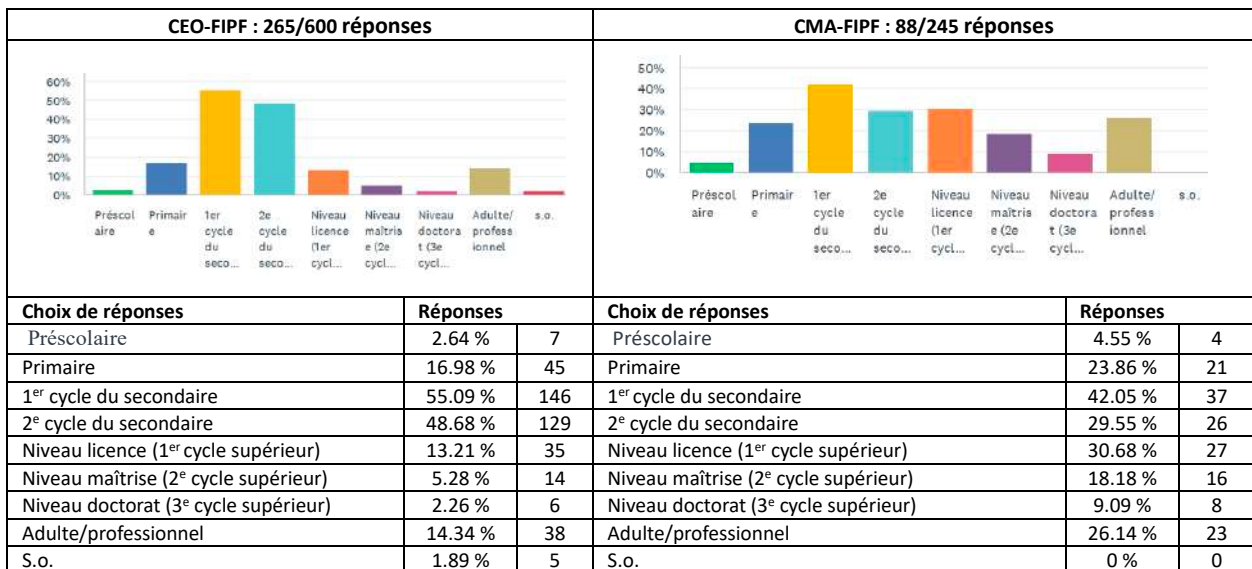 CEO-FIPF : 265/600 réponses
CMA-FIPF : 88/245 réponses
60%
50%
40%
30%
20%
10%
0%
Préscol
aire
Primair
e
1er
cycle
du
seco...
2e
cycle
du
seco...
Niveau
licence
(1er
cycl...
Niveau
maîtris
e (2e
cycl...
Niveau
doctora
t (3e
cycl...
Adulte/
profess
ionnel
s.o.
50%
40%
30%
20%
10%
0%
Préscol
aire
Primair
e
1er
cycle
du
seco...
2e
cycle
du
seco...
Niveau
licence
(1er
cycl...
Niveau
maîtris
e (2e
cycl...
Niveau
doctora
t (3e
cycl...
Adulte/
profess
ionnel
s.o.
Choix de réponses Réponses Choix de réponses Réponses
Préscolaire 2.64 % 7 Préscolaire 4.55 % 4
Primaire 16.98 % 45 Primaire 23.86 % 21
1er cycle du secondaire 55.09 % 146 1er cycle du secondaire 42.05 % 37
2e cycle du secondaire 48.68 % 129 2e cycle du secondaire 29.55 % 26
Niveau licence (1er cycle supérieur) 13.21 % 35 Niveau licence (1er cycle supérieur) 30.68 % 27
Niveau maîtrise (2e cycle supérieur) 5.28 % 14 Niveau maîtrise (2e cycle supérieur) 18.18 % 16
Niveau doctorat (3e cycle supérieur) 2.26 % 6 Niveau doctorat (3e cycle supérieur) 9.09 % 8
Adulte/professionnel 14.34 % 38 Adulte/professionnel 26.14 % 23
S.o. 1.89 % 5 S.o. 0 % 0